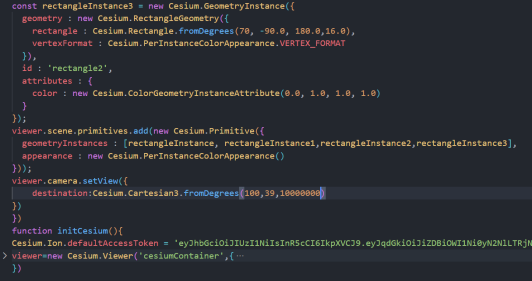 const rectangleInstance3 = new Cesium.GeometryInstance({
geometry : new Cesium.RectangleGeometry({
rectangle : Cesium.Rectangle.fromDegrees(70, -90.0, 180.0,16.0),
vertexFormat : Cesium.PerInstanceColorAppearance.VERTEX_FORMAT
}),
id : 'rectangle2',
attributes : {
color : new Cesium.ColorGeometryInstanceAttribute(0.0, 1.0, 1.0, 1.0)
}
});
viewer.scene.primitives.add(new Cesium.Primitive({
geometryInstances : [rectangleInstance, rectangleInstance1,rectangleInstance2,rectangleInstance3],
appearance : new Cesium.PerInstanceColorAppearance()
}));
viewer.camera.setView({
destination:Cesium.Cartesian3.fromDegrees(100,39,10000000)
})
})
function initCesium(){
Cesium.Ion.defaultAccessToken = 'eyJhbGciOiJIUzI1NiIsInR5cCI6IkpXVCJ9.eyJqdGkiOiJiZDBiOWI1Ni0yN2NlLTRjN
viewer=new Cesium.Viewer('cesiumContainer',{…
})